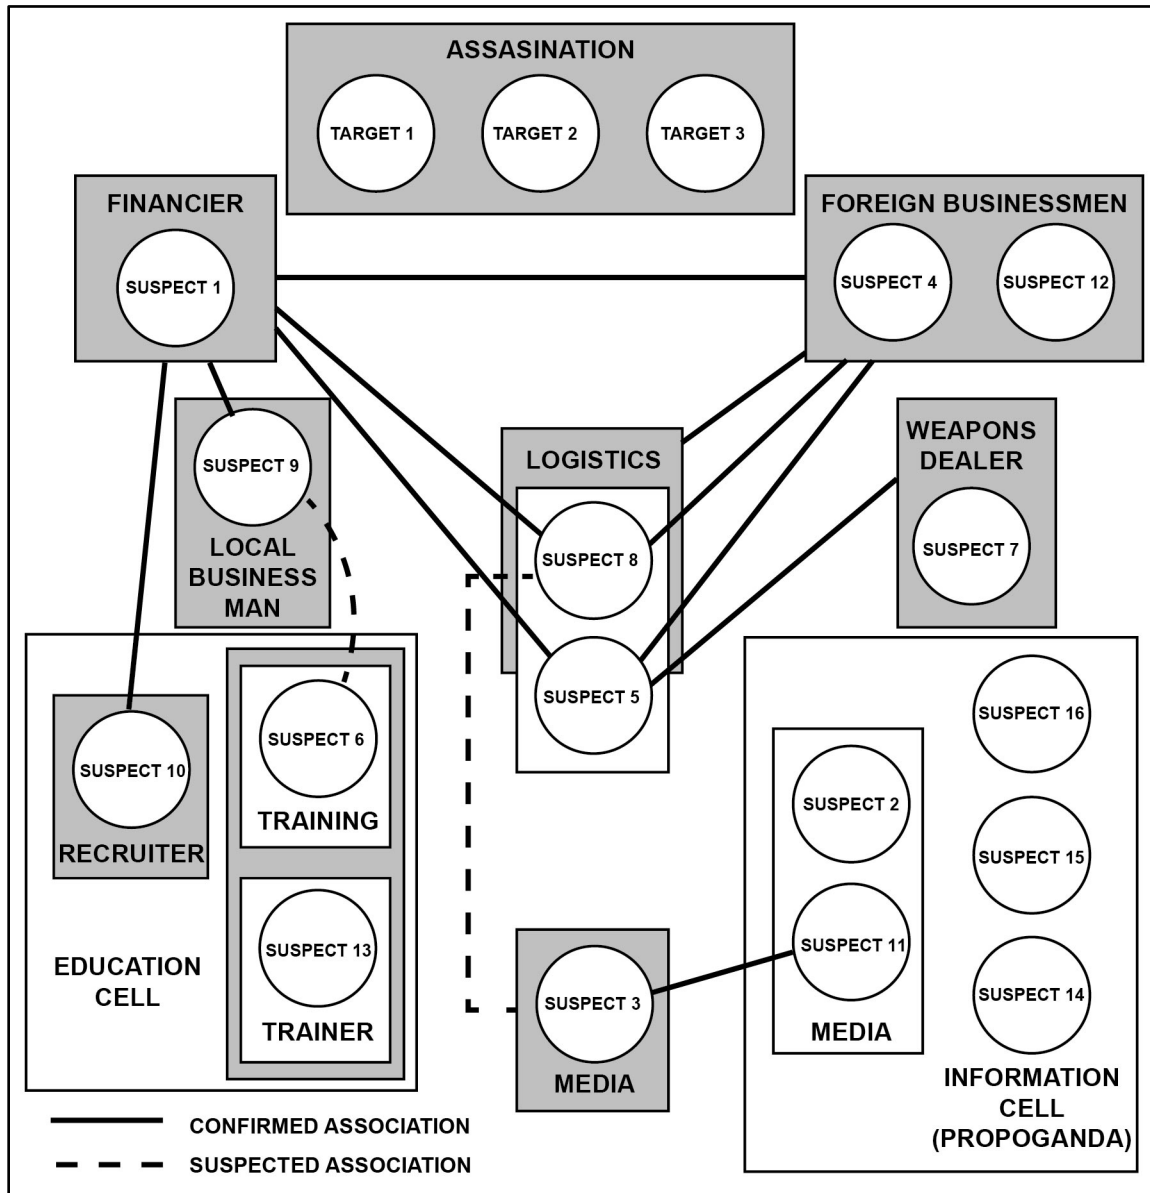 ASSASINATION
TARGET 1
TARGET 2
TARGET 3
FINANCIER
SUSPECT 1
FOREIGN BUSINESSMEN
SUSPECT 4
SUSPECT 12
SUSPECT 9
LOCAL
BUSINESS
MAN
LOGISTICS
SUSPECT 8
SUSPECT 5
WEAPONS
DEALER
SUSPECT 7
SUSPECT 10
RECRUITER
SUSPECT 6
TRAINING
SUSPECT 13
TRAINER
EDUCATION
CELL
SUSPECT 3
MEDIA
SUSPECT 2
SUSPECT 11
MEDIA
SUSPECT 16
SUSPECT 15
SUSPECT 14
INFORMATION
CELL
(PROPOGANDA)
CONFIRMED ASSOCIATION
SUSPECTED ASSOCIATION